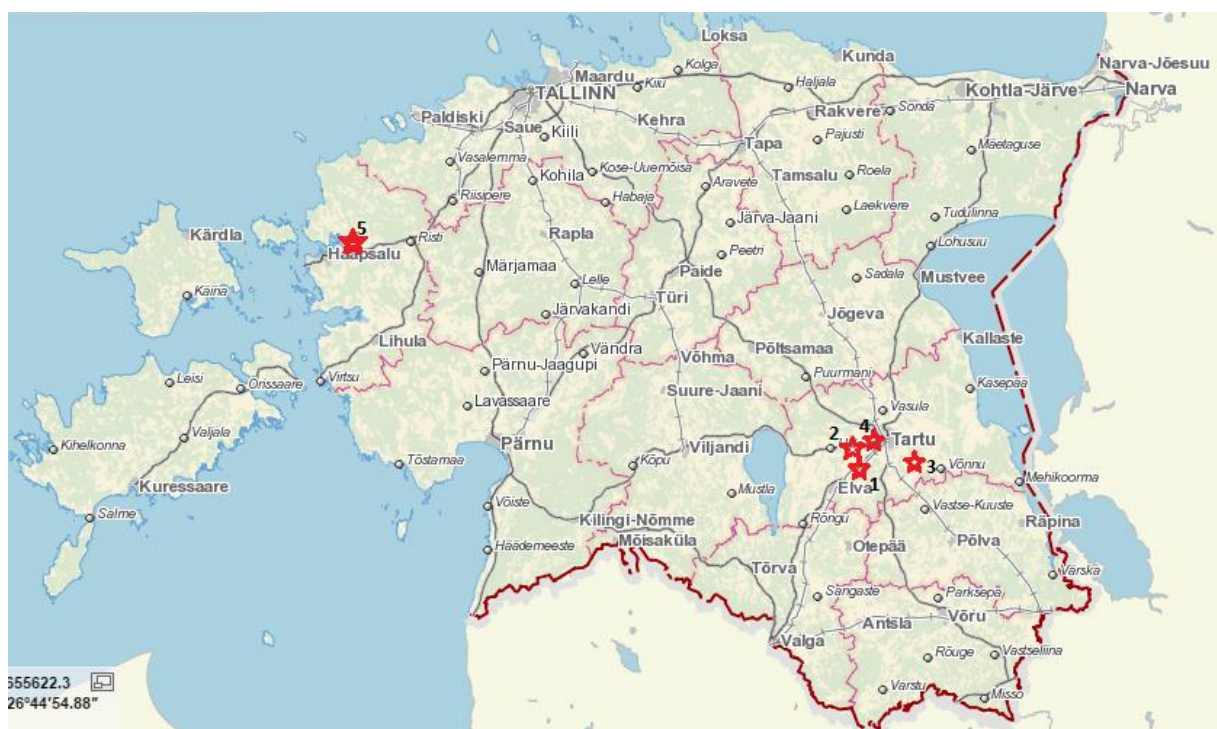 Loksa
Kunda
Narva-Jõesuu
Kolga
Maardu
Kiiu
Haljala
Kohtla-Järve
Narva
TALLINN
Paldiski
Rakvere
Sonda
Saue
Kiili
Kehra
Tapa
Pajusti
Mäetaguse
Vasalemma
Kohila
Kose-Uuemõisa
Aravete
Tamsalu
Roela
Riisipere
Habaja
Laekvere
Tudulinna
5
Järva-Jaani
Kärdla
Haapsalu
Risti
Rapla
Peetri
Lohusuu
Märjamaa
Lelle
Paide
Sadala
Mustvee
Käina
Türi
Järvakandi
Jõgeva
Lihula
Kallaste
Vändra
Võhma
Põltsamaa
Pärnu-Jaagupi
Puurmani
Leisi
Orissaare
Virtsu
Suure-Jaani
Kasepää
Lavassaare
Vasula
Kihelkonna
Valjala
Pärnu
Viljandi
2
4
Tartu
Tõstamaa
Kõpu
3
Võnnu
Kuressaare
Elva
1
Mehikoorma
Salme
Võiste
Mustla
Vastse-Kuuste
Kilingi-Nõmme
Rõngu
Räpina
Häädemeeste
Mõisaküla
Otepää
Põlva
Tõrva
Värska
Sangaste
Parksepa
Antsla
Võru
Valga
Rõuge
Vastseliina
655622.3
Varstu
Misso
26°44'54.88"